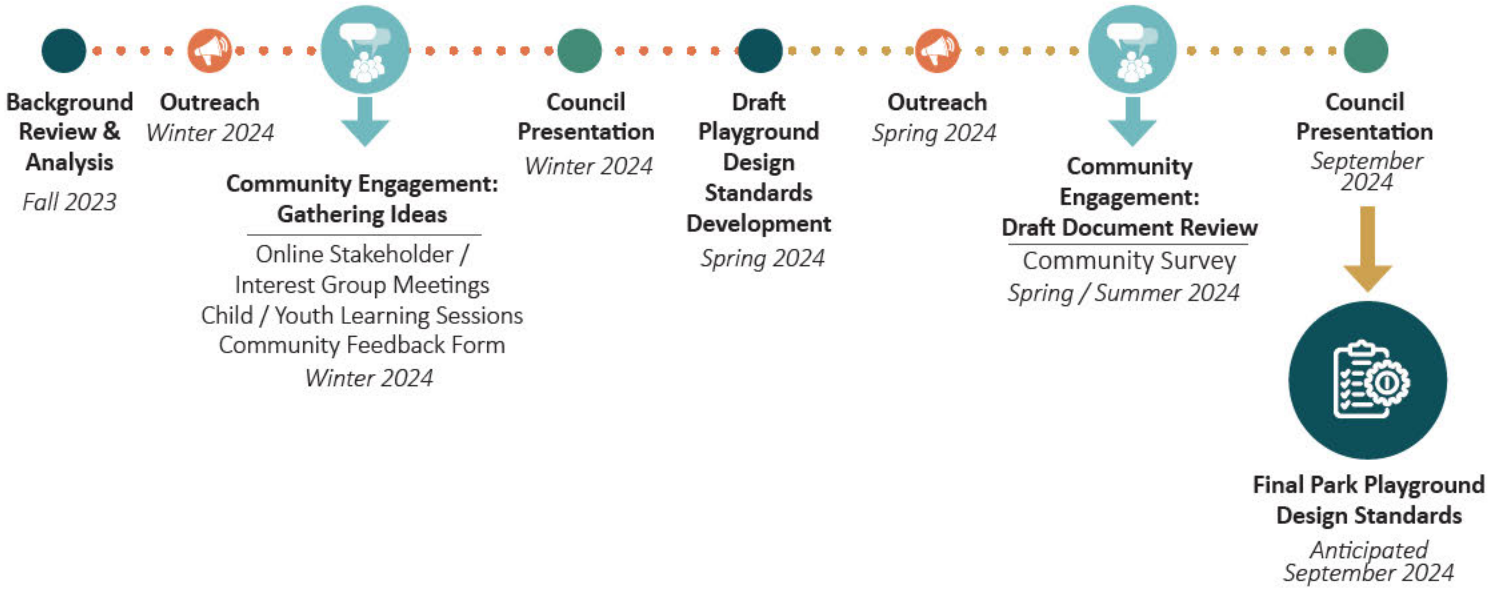 Background
Review &
Analysis
Fall 2023
Outreach
Winter 2024
Community Engagement:
Gathering Ideas
Online Stakeholder /
Interest Group Meetings
Child / Youth Learning Sessions
Community Feedback Form
Winter 2024
Council
Presentation
Winter 2024
Draft
Playground
Design
Standards
Development
Spring 2024
Outreach
Spring 2024
Community
Engagement:
Draft Document Review
Community Survey
Spring / Summer 2024
Council
Presentation
September
2024
Final Park Playground
Design Standards
Anticipated
September 2024